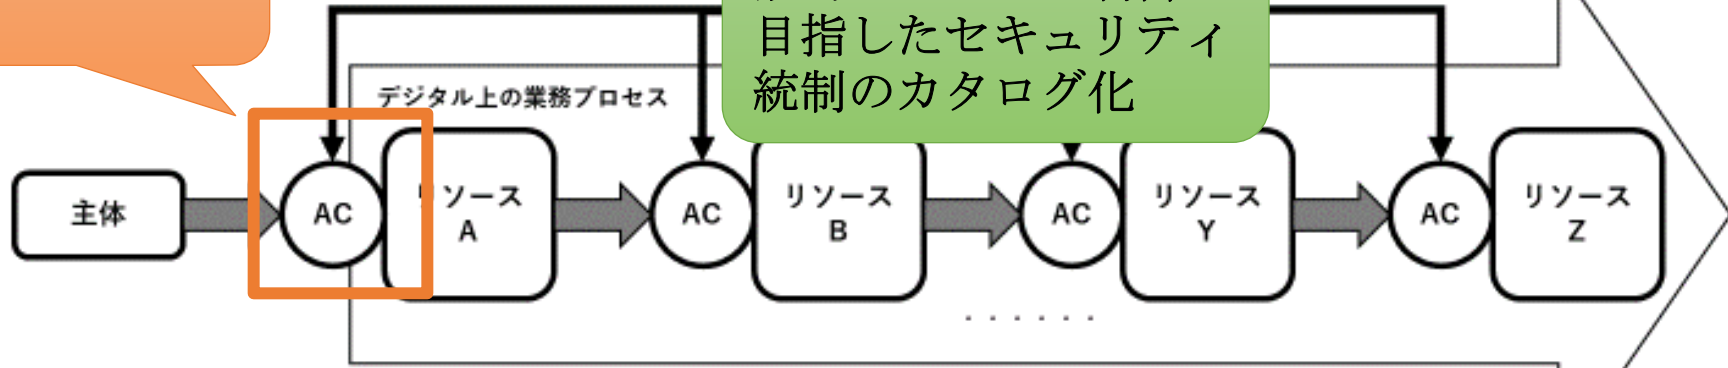 目指したセキュリティ
統制のカタログ化
デジタル上の業務プロセス
主体
AC
リソース
A
AC
リソース
B
AC
リソース
Y
AC
リソース
Z
. . . . . .